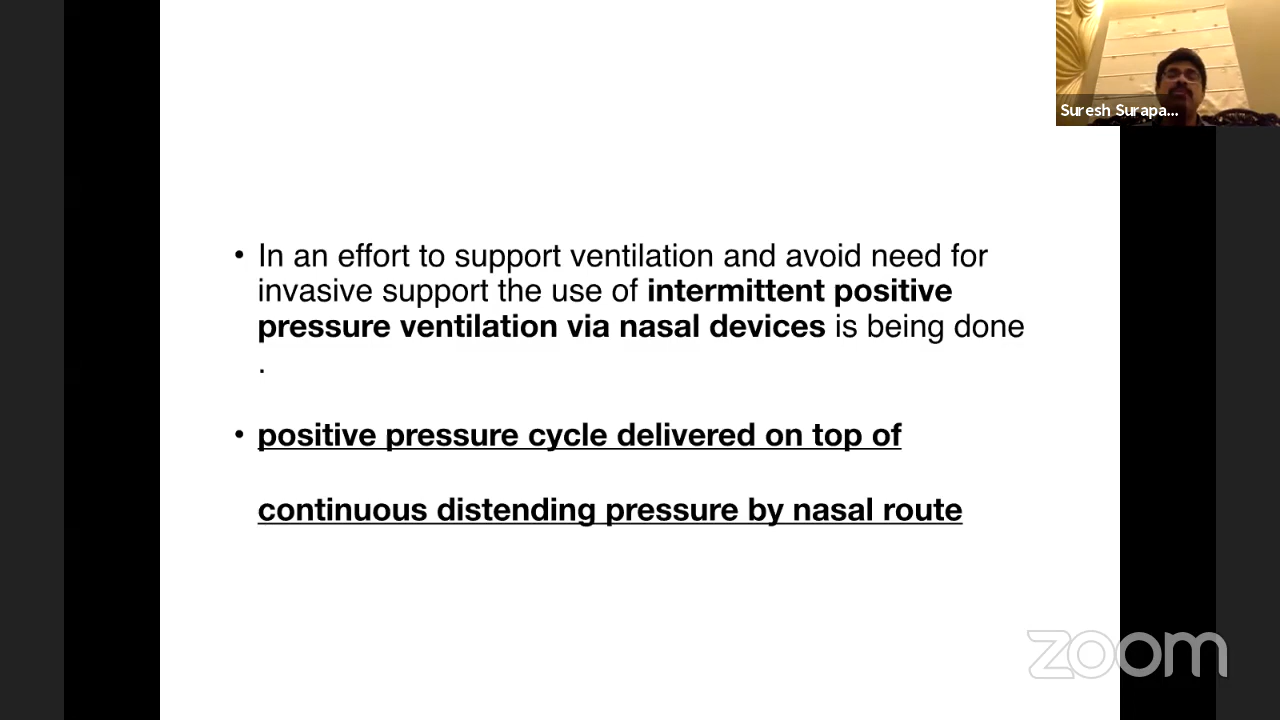 Suresh Surapa...
• In an effort to support ventilation and avoid need for
invasive support the use of intermittent positive
pressure ventilation via nasal devices is being done
.
• positive pressure cycle delivered on top of
continuous distending pressure by nasal route
zoom